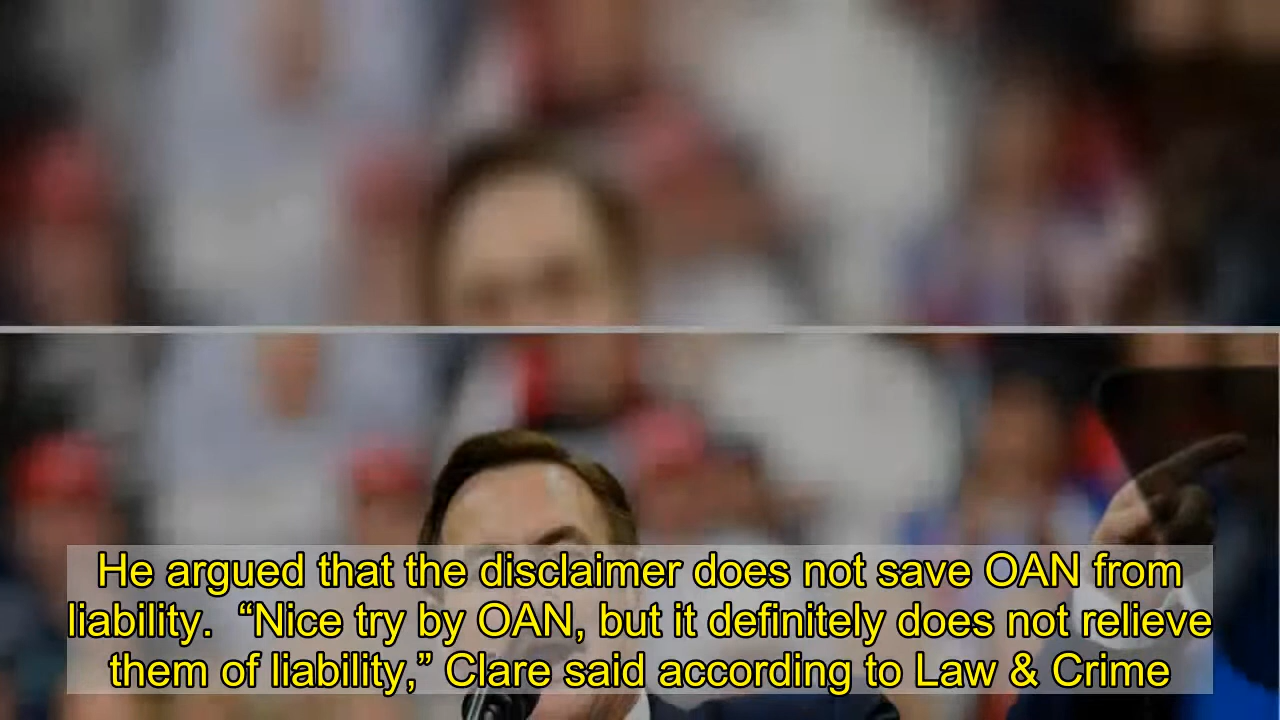 He argued that the disclaimer does not save OAN from
liability.  “Nice try by OAN, but it definitely does not relieve
them of liability,” Clare said according to Law & Crime